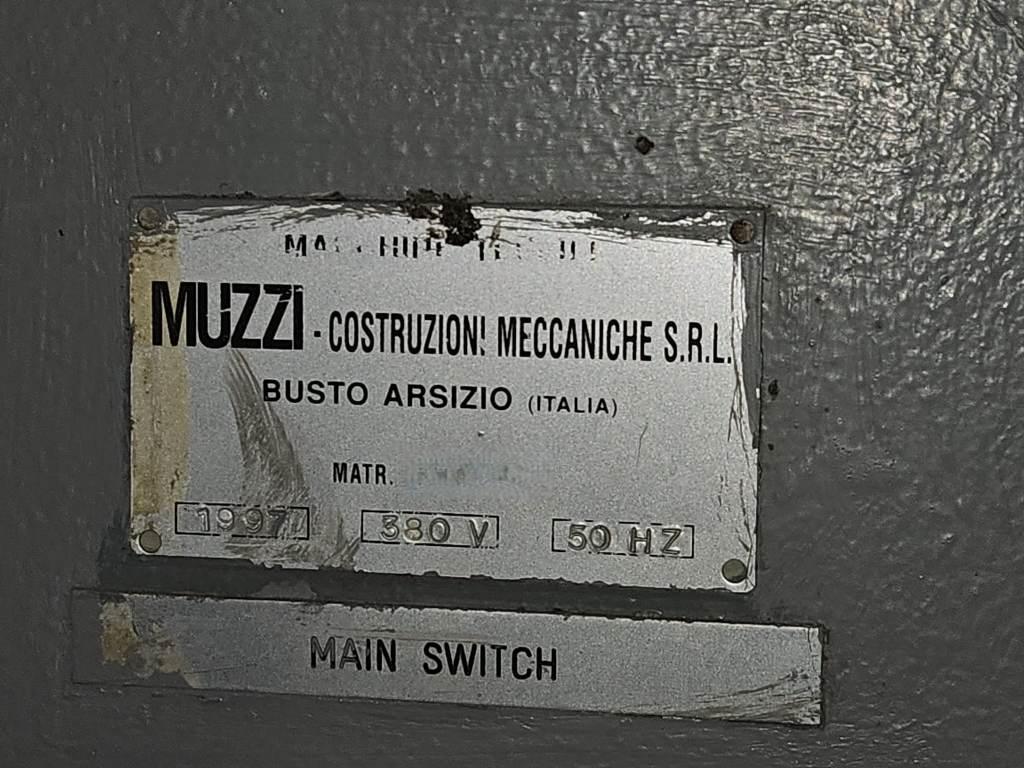 MUZZI - COSTRUZIONI MECCANICHE S.R.L.
BUSTO ARSIZIO (ITALIA)
MATR.
1997 380 V 50 HZ
MAIN SWITCH